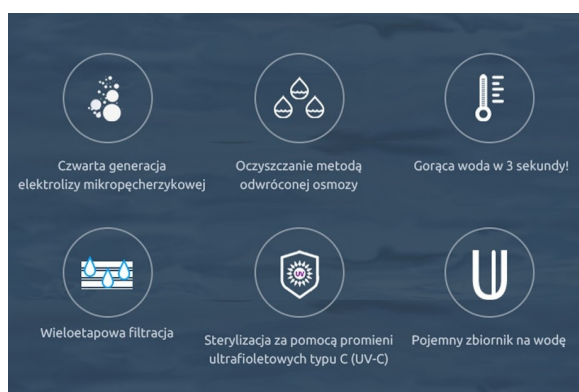 Czwarta generacja
elektrolizy mikropęcherzykowej
Oczyszczanie metodą
odwróconej osmozy
Gorąca woda w 3 sekundy!
Wieloetapowa filtracja
UV
Sterylizacja za pomocą promieni
ultrafioletowych typu C (UV-C)
Pojemny zbiornik na wodę